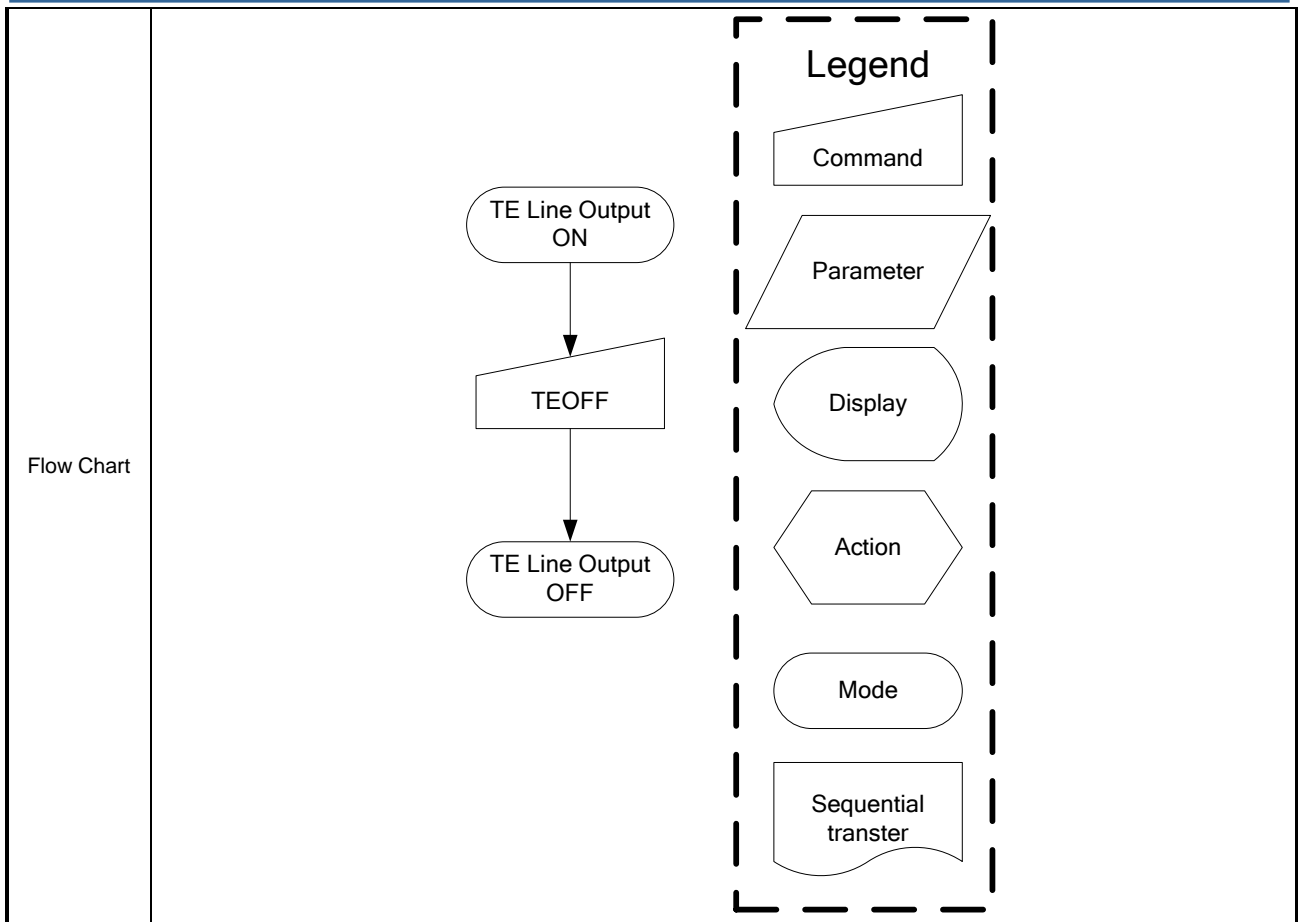 Flow Chart
TE Line Output
ON
TEOFF
TE Line Output
OFF
Legend
Command
Parameter
Display
Action
Mode
Sequential
transter